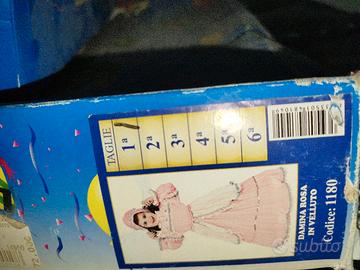 TAGLIE
1ª
2ª
3ª
4ª
5ª
6ª
DAMINA ROSA
IN VELLUTO
Codice: 1180
subito